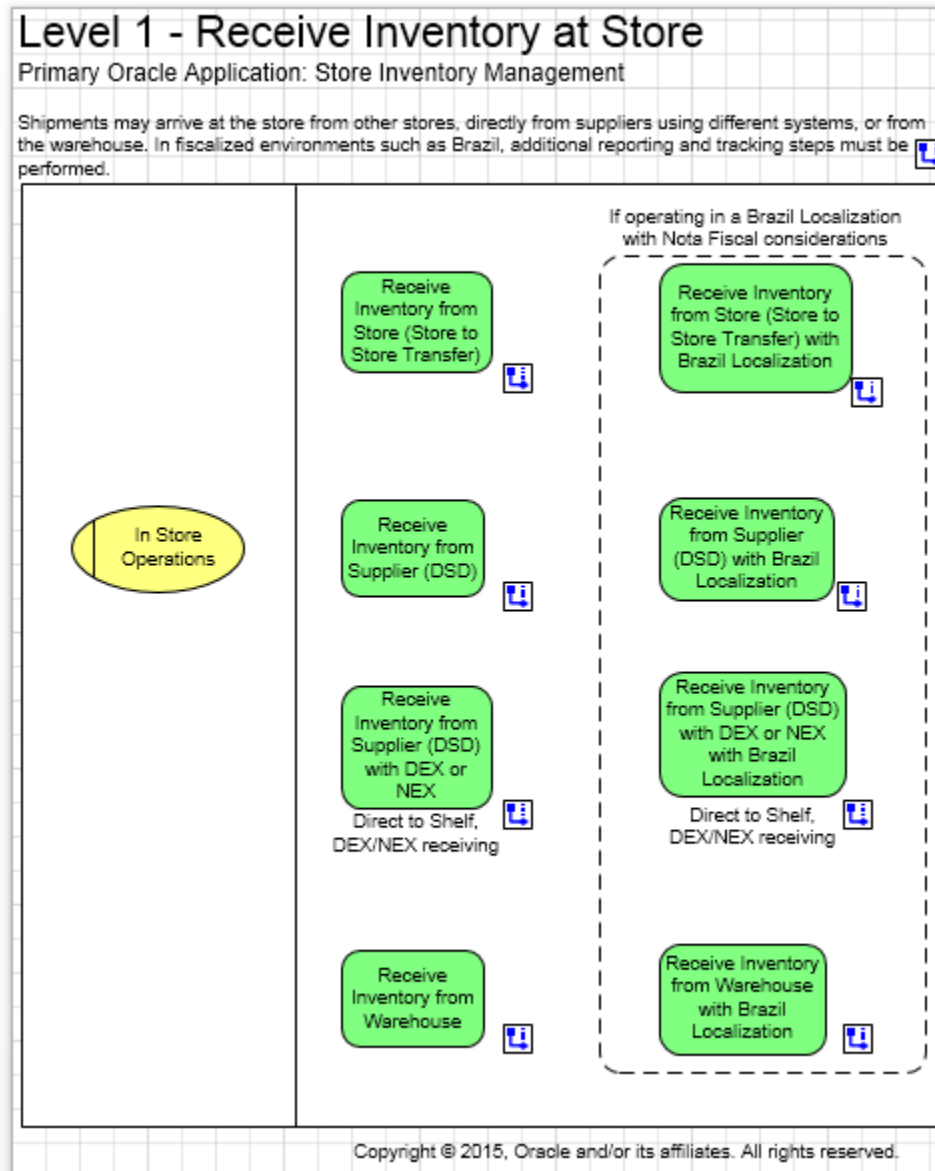 Level 1 - Receive Inventory at Store
Primary Oracle Application: Store Inventory Management
Shipments may arrive at the store from other stores, directly from suppliers using different systems, or from
the warehouse. In fiscalized environments such as Brazil, additional reporting and tracking steps must be
performed.
If operating in a Brazil Localization
with Nota Fiscal considerations
Receive
Inventory from
Store (Store to
Store Transfer)
Receive Inventory
from Store (Store to
Store Transfer) with
Brazil Localization
In Store
Operations
Receive
Inventory from
Supplier (DSD)
Receive Inventory
from Supplier
(DSD) with Brazil
Localization
Receive
Inventory from
Supplier (DSD)
with DEX or
NEX
Direct to Shelf,
DEX/NEX receiving
Receive Inventory
from Supplier (DSD)
with DEX or NEX
with Brazil
Localization
Direct to Shelf,
DEX/NEX receiving
Receive
Inventory from
Warehouse
Receive Inventory
from Warehouse
with Brazil
Localization
Copyright © 2015, Oracle and/or its affiliates. All rights reserved.